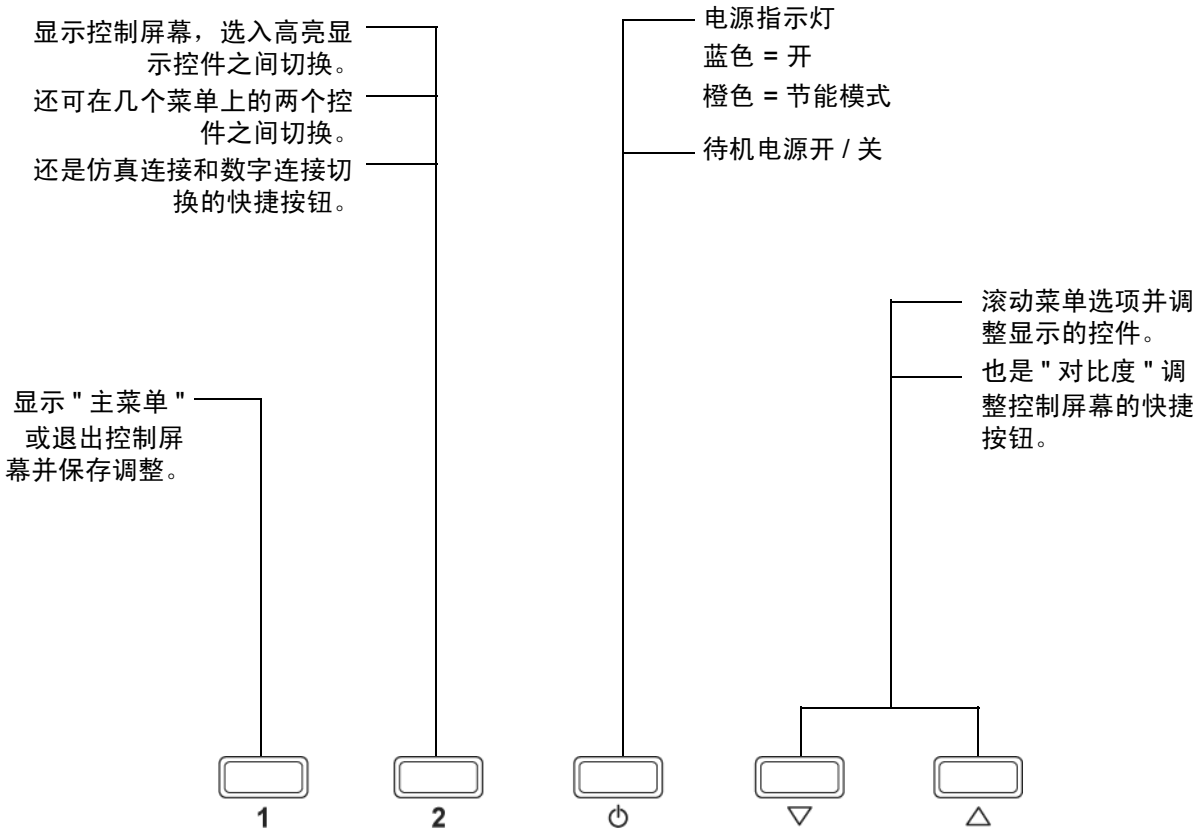 显示控制屏幕，选入高亮显
示控件之间切换。
还可在几个菜单上的两个控
件之间切换。
还是仿真连接和数字连接切
换的快捷按钮。
电源指示灯
蓝色 = 开
橙色 = 节能模式
待机电源开 / 关
滚动菜单选项并调
整显示的控件。
也是 " 对比度 " 调
整控制屏幕的快捷
按钮。
显示 " 主菜单 "
或退出控制屏
幕并保存调整。
1
2